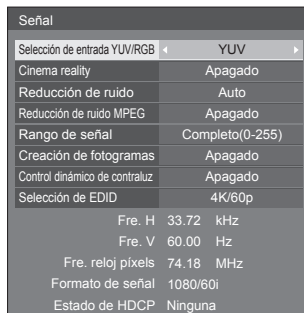 Señal
Selección de entrada YUV/RGB YUV
Cinema reality Apagado
Reducción de ruido Auto
Reducción de ruido MPEG Apagado
Rango de señal Completo(0-255)
Creación de fotogramas Apagado
Control dinámico de contraluz Apagado
Selección de EDID 4K/60p
Fre. H 33.72 kHz
Fre. V 60.00 Hz
Fre. reloj píxels 74.18 MHz
Formato de señal 1080/60i
Estado de HDCP Ninguna